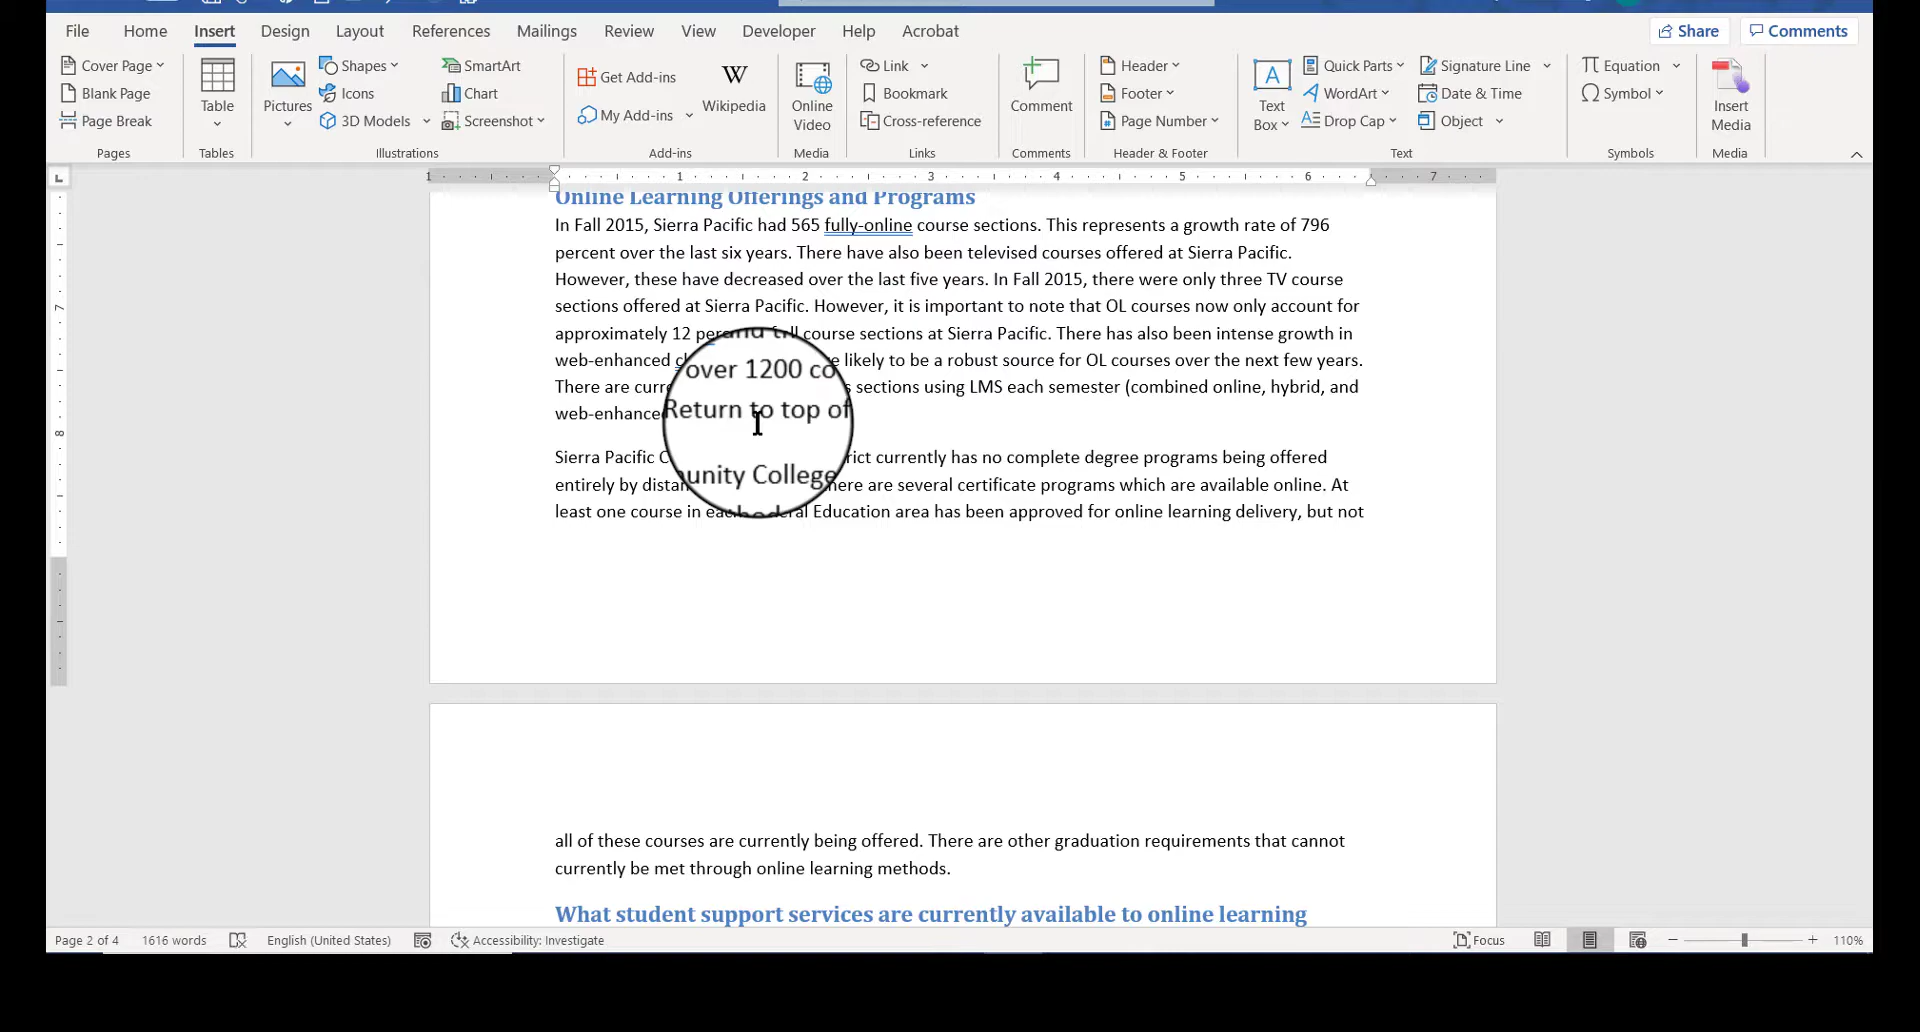 File Home Insert Design Layout References Mailings Review View Developer Help Acrobat Share Comments
Cover Page
Blank Page
Page Break
Pages
Table
Tables
Pictures
Shapes
Icons
3D Models
SmartArt
Chart
Screenshot
Illustrations
Get Add-ins
My Add-ins
Wikipedia
Add-ins
Online
Video
Media
Link
Bookmark
Cross-reference
Links
Comment
Comments
Header
Footer
Page Number
Header & Footer
Text
Box
Quick Parts
WordArt
Drop Cap
Signature Line
Date & Time
Object
Text
Equation
Symbol
Symbols
Insert
Media
Media
1 1 2 3 4 5 6 7
Online Learning Offerings and Programs
In Fall 2015, Sierra Pacific had 565 fully-online course sections. This represents a growth rate of 796
percent over the last six years. There have also been televised courses offered at Sierra Pacific.
However, these have decreased over the last five years. In Fall 2015, there were only three TV course
sections offered at Sierra Pacific. However, it is important to note that OL courses now only account for
approximately 12 course sections at Sierra Pacific. There has also been intense growth in
web-enhanced likely to be a robust source for OL courses over the next few years.
There are sections using LMS each semester (combined online, hybrid, and
web-enhanced
over 1200
Return to top of
Sierra Pacific currently has no complete degree programs being offered
College
entirely by there are several certificate programs which are available online. At
least one course in Education area has been approved for online learning delivery, but not
7
8
all of these courses are currently being offered. There are other graduation requirements that cannot
currently be met through online learning methods.
What student support services are currently available to online learning
Page 2 of 4 1616 words English (United States) Accessibility: Investigate Focus 110%